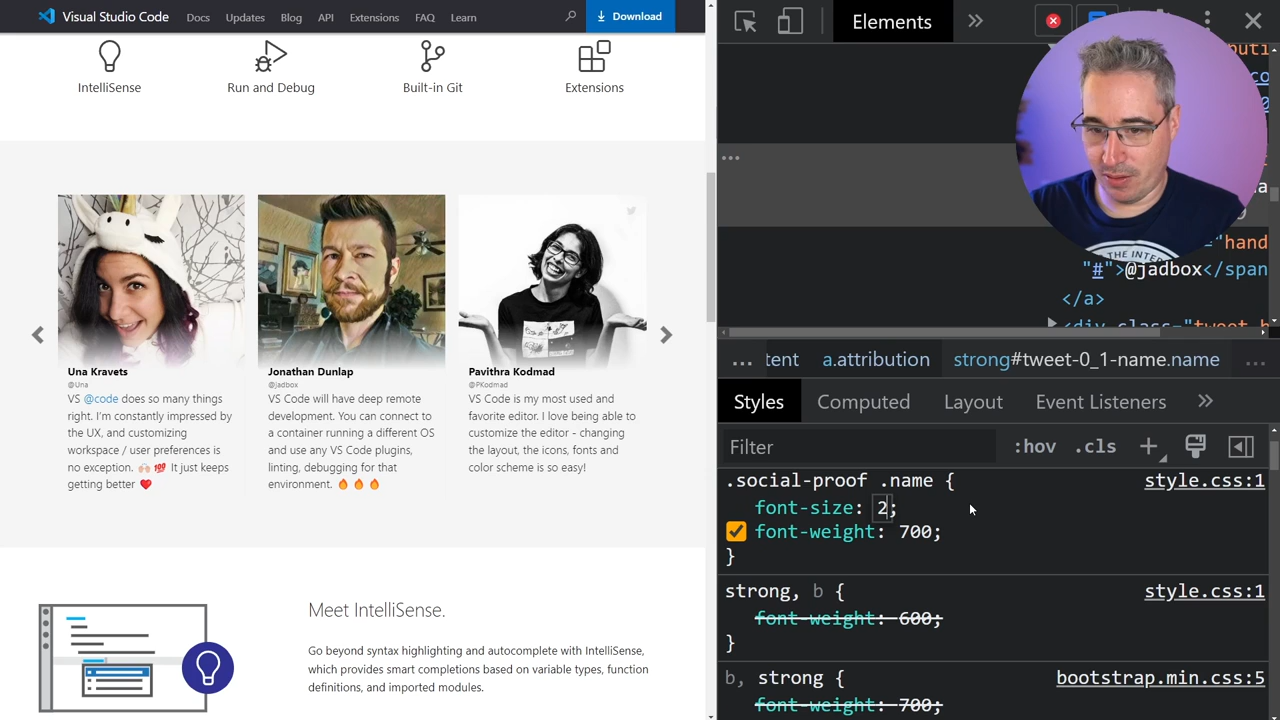 Visual Studio Code Docs Updates Blog API Extensions FAQ Learn Download
IntelliSense
Run and Debug
Built-in Git
Extensions
Una Kravets
@Una
VS @code does so many things
right. I'm constantly impressed by
the UX, and customizing
workspace / user preferences is
no exception. 🙌🏻 💯 It just keeps
getting better ❤️
Jonathan Dunlap
@jadbox
VS Code will have deep remote
development. You can connect to
a container running a different OS
and use any VS Code plugins,
linting, debugging for that
environment. 🔥 🔥 🔥
Pavithra Kodmad
@PKodmad
VS Code is my most used and
favorite editor. I love being able to
customize the editor - changing
the layout, the icons, fonts and
color scheme is so easy!
Meet IntelliSense.
Go beyond syntax highlighting and autocomplete with IntelliSense,
which provides smart completions based on variable types, function
definitions, and imported modules.
Elements »
="hand
"#">@jadbox</span
</a>
... tent a.attribution strong#tweet-0_1-name.name ...
Styles Computed Layout Event Listeners »
Filter :hov .cls +
.social-proof .name { style.css:1
font-size: 2;
font-weight: 700;
}
strong, b { style.css:1
font-weight: 600;
}
b, strong { bootstrap.min.css:5
font-weight: 700;